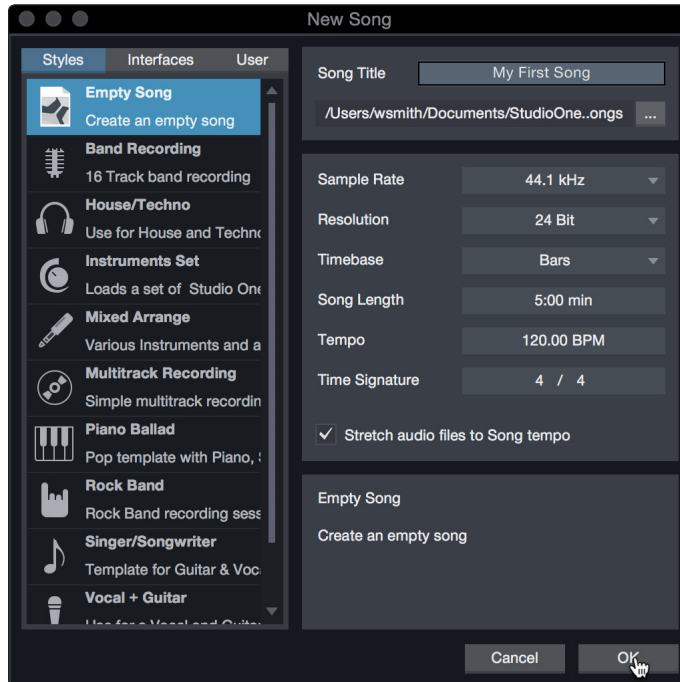 New Song
Styles Interfaces User
Empty Song
Create an empty song
Band Recording
16 Track band recording
House/Techno
Use for House and Techno
Instruments Set
Loads a set of Studio One
Mixed Arrange
Various Instruments and a
Multitrack Recording
Simple multitrack recordin
Piano Ballad
Pop template with Piano,
Rock Band
Rock Band recording sess
Singer/Songwriter
Template for Guitar & Voc
Vocal + Guitar
Song Title My First Song
/Users/wsmith/Documents/StudioOne..ongs ...
Sample Rate 44.1 kHz
Resolution 24 Bit
Timebase Bars
Song Length 5:00 min
Tempo 120.00 BPM
Time Signature 4 / 4
Stretch audio files to Song tempo
Empty Song
Create an empty song
Cancel OK